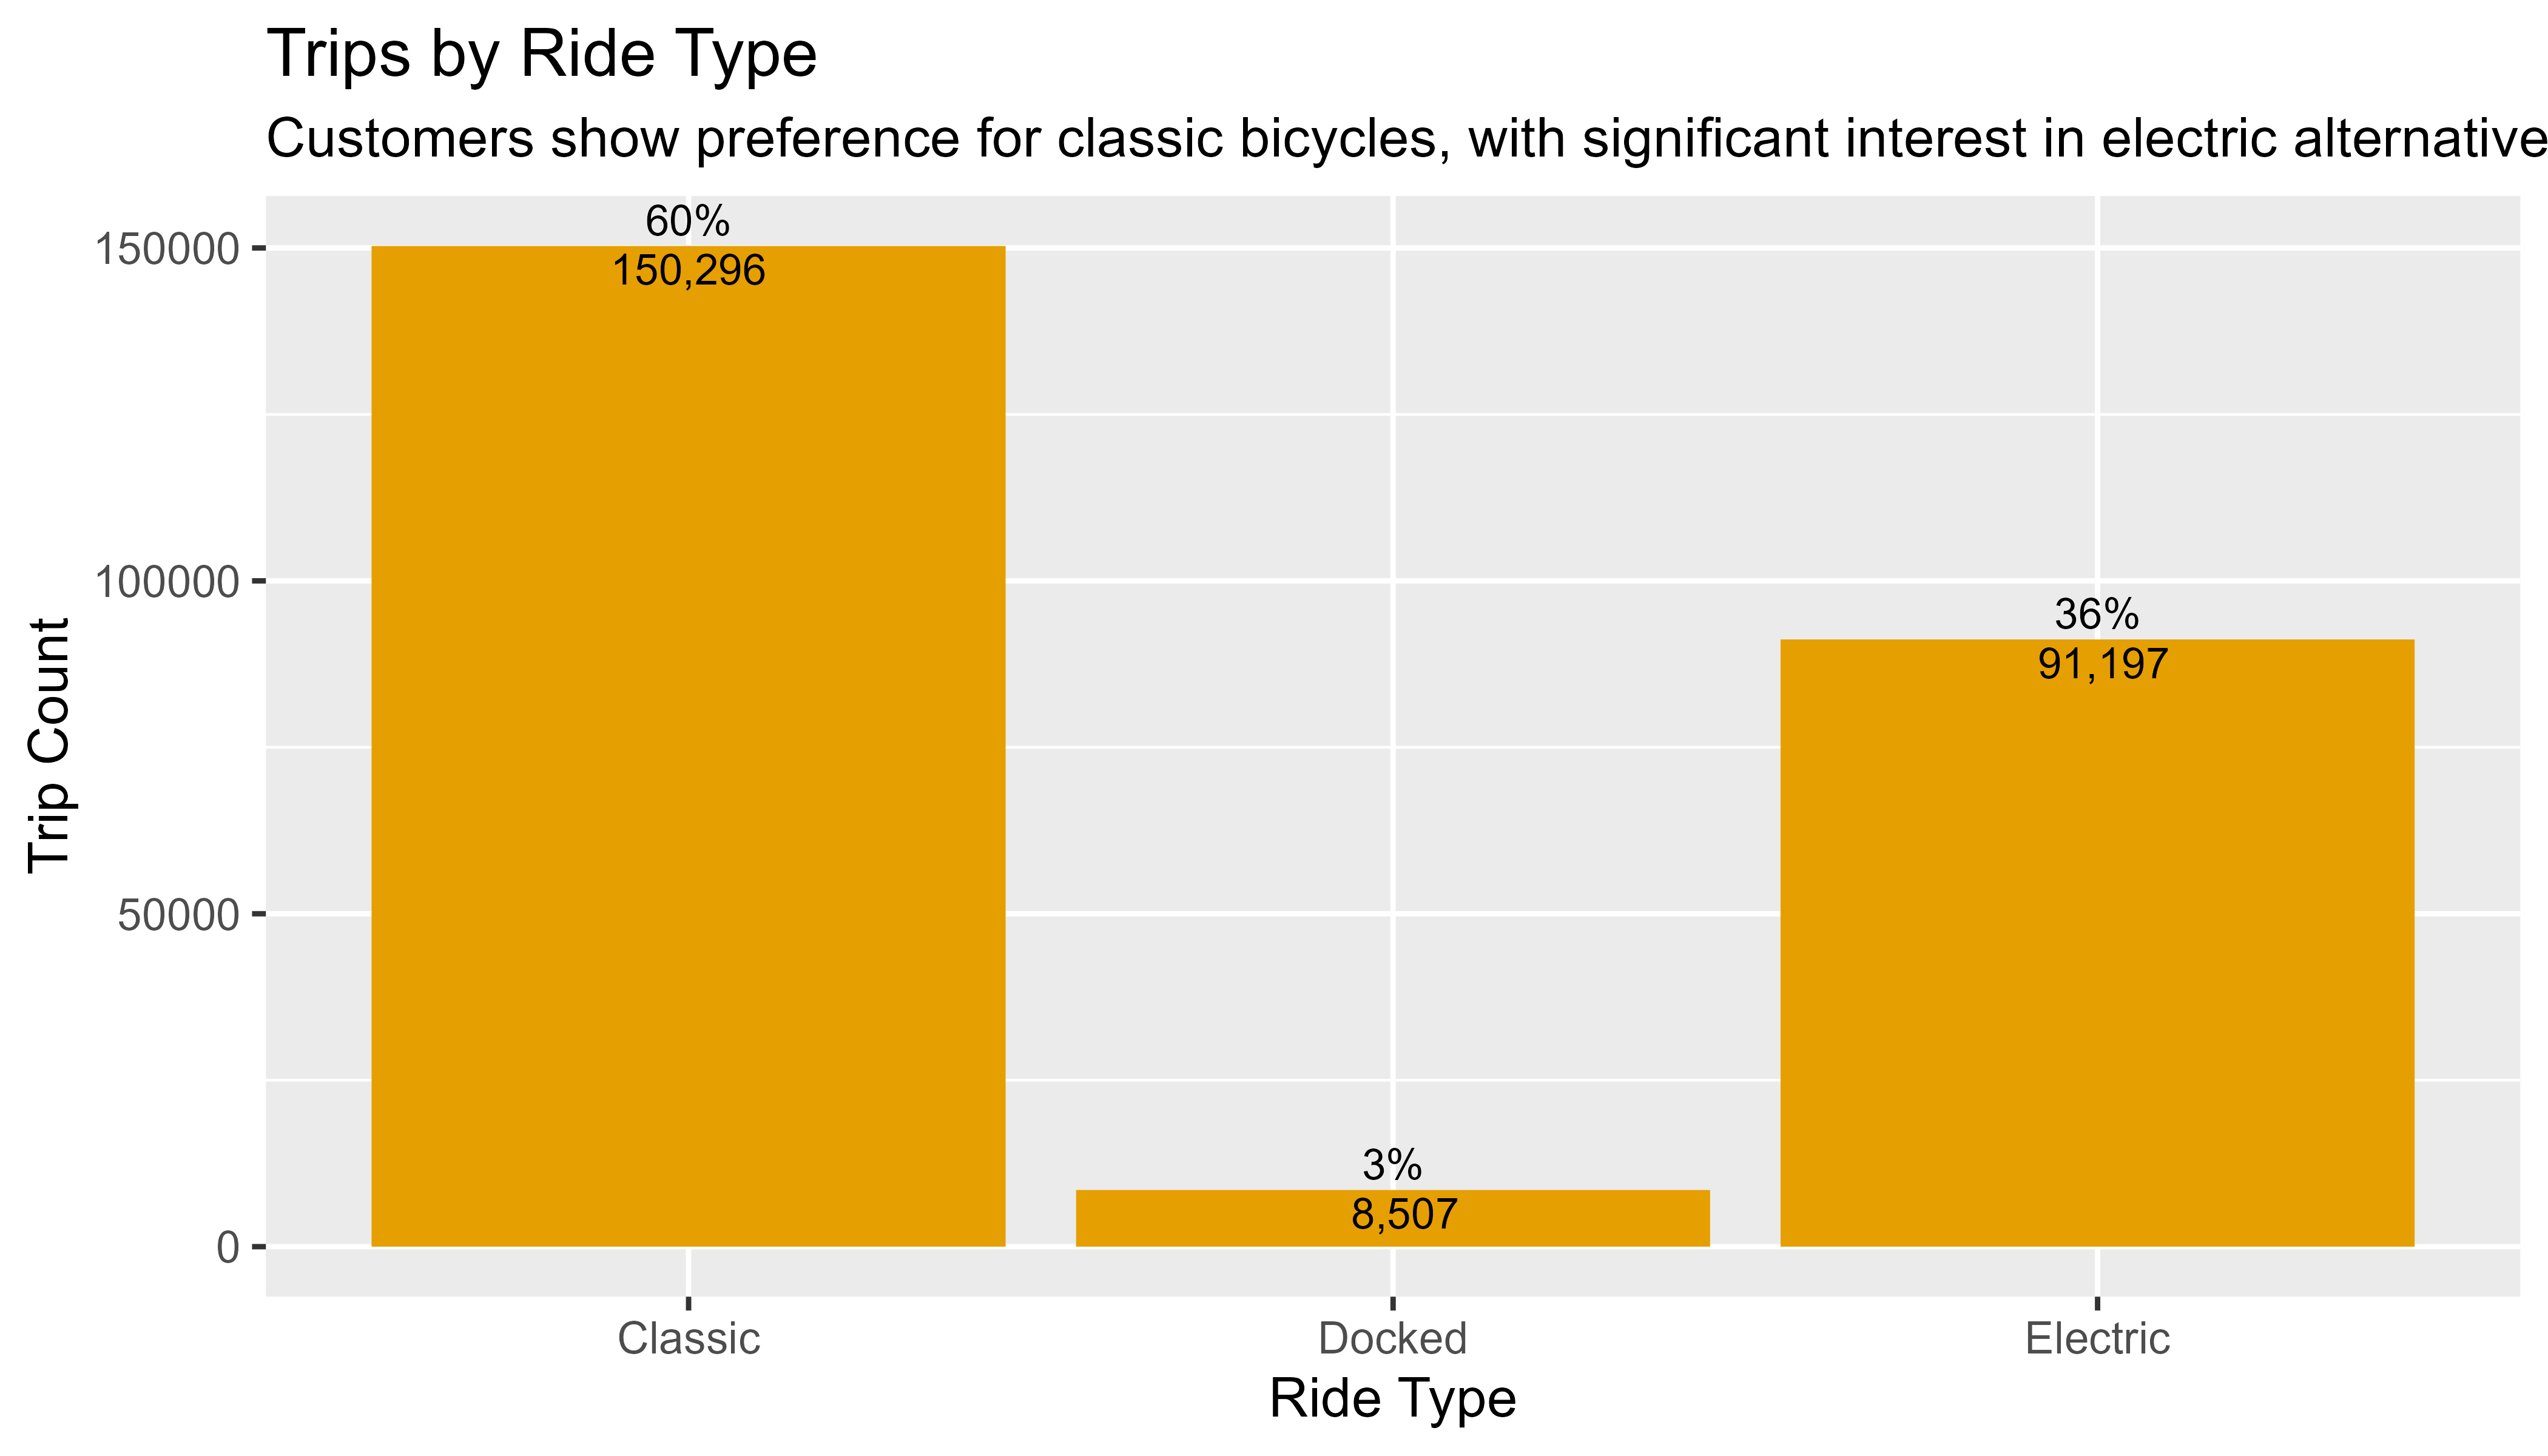 Trips by Ride Type
Customers show preference for classic bicycles, with significant interest in electric alternative
60%
150,296
36%
91,197
3%
8,507
150000
100000
50000
0
Trip Count
Classic
Docked
Electric
Ride Type